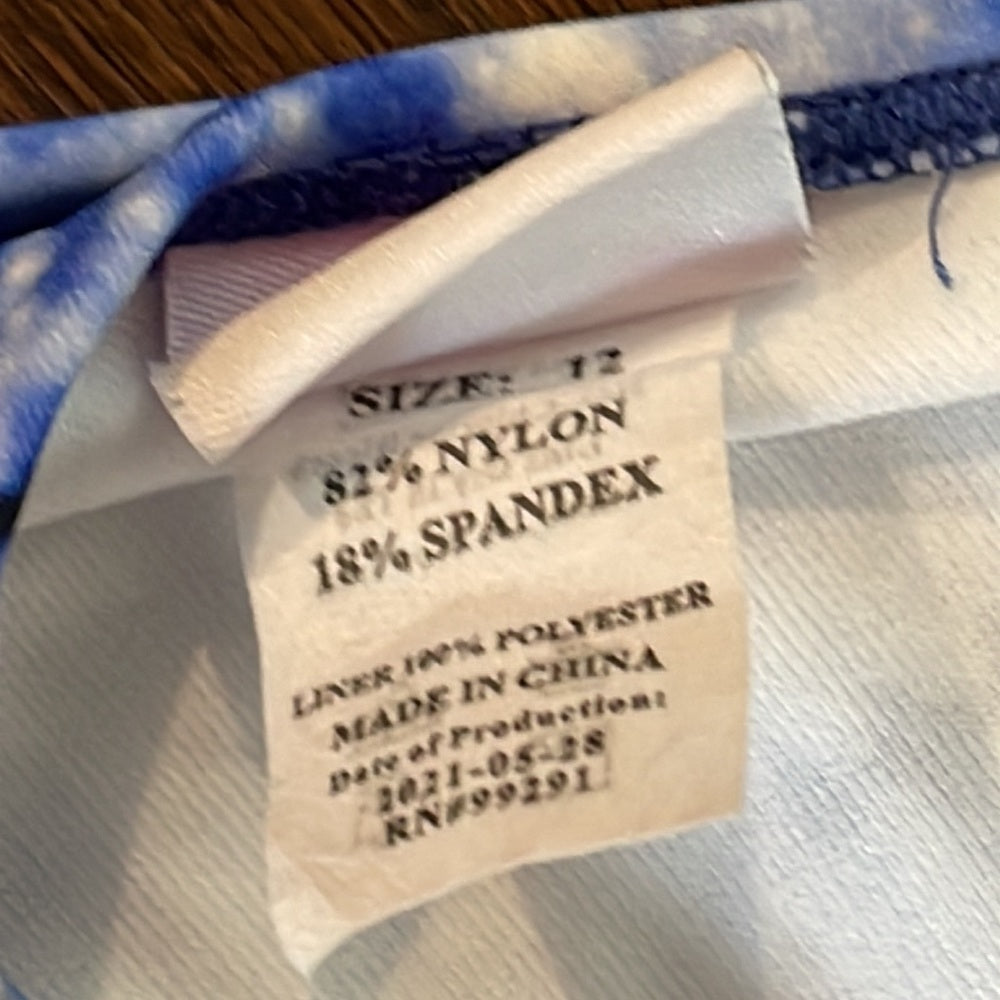 SIZE: 12
82% NYLON
18% SPANDEX
LINER 100% POLYESTER
MADE IN CHINA
Date of Production:
2021-05-28
RN#99291